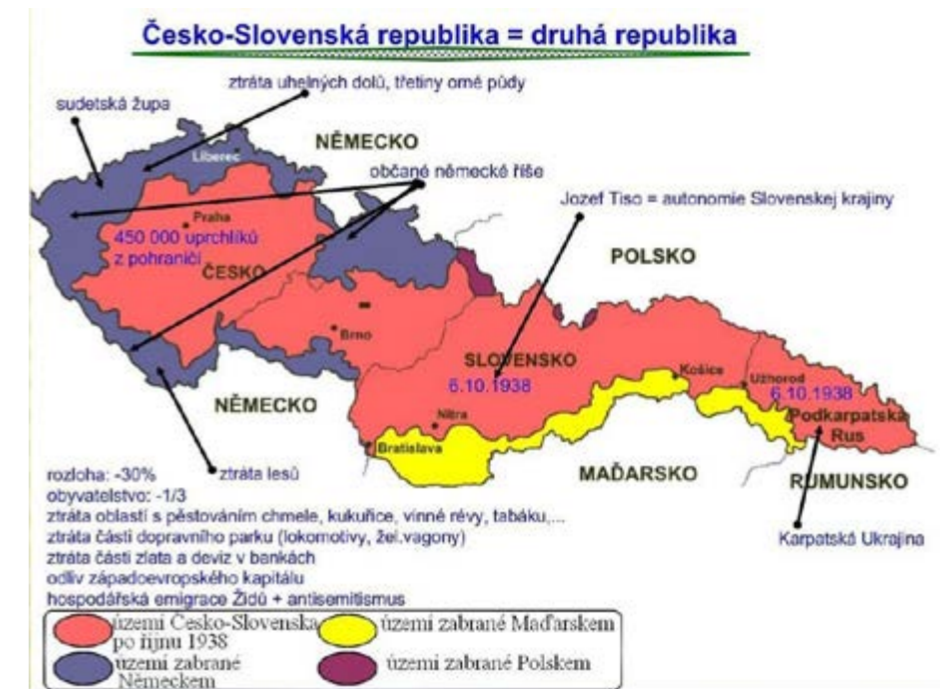 Česko-Slovenská republika = druhá republika
ztráta uhelných dolů, třetiny orné půdy
sudetská župa
NĚMECKO
Liberec
občané německé říše
Jozef Tiso = autonomie Slovenskej krajiny
Praha
450 000 uprchlíků
z pohraničí
ČESKO
POLSKO
Brno
SLOVENSKO
6.10.1938
Košice
Užhorod
6.10.1938
Podkarpatská
Rus
NĚMECKO
Nitra
Bratislava
MAĎARSKO
RUMUNSKO
ztráta lesů
Karpatská Ukrajina
rozloha: -30%
obyvatelstvo: -1/3
ztráta oblastí s pěstováním chmele, kukuřice, vinné révy, tabáku,...
ztráta části dopravního parku (lokomotivy, žel.vagony)
ztráta části zlata a deviz v bankách
odliv západoevropského kapitálu
hospodářská emigrace Židů + antisemitismus
území Česko-Slovenska
po říjnu 1938
území zabrané Maďarskem
území zabrané
Německem
území zabrané Polskem